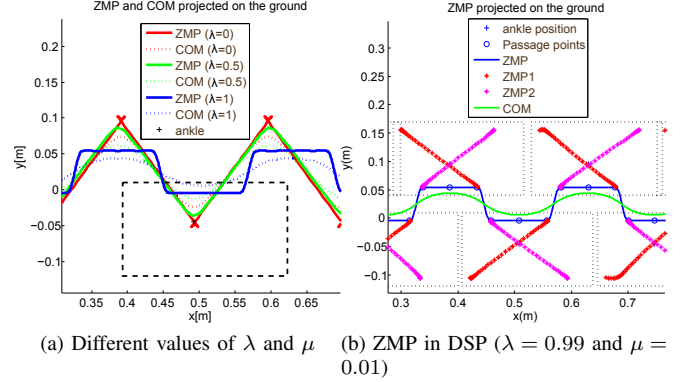 ZMP and COM projected on the ground
0.3
0.25
0.2
0.15
0.1
0.05
0
−0.05
−0.1
y[m]
ZMP (λ=0)
COM (λ=0)
ZMP (λ=0.5)
COM (λ=0.5)
ZMP (λ=1)
COM (λ=1)
ankle
0.35 0.4 0.45 0.5 0.55 0.6 0.65
x[m]
(a) Different values of λ and μ
ZMP projected on the ground
0.3
0.25
0.2
0.15
0.1
0.05
0
−0.05
−0.1
y(m)
ankle position
Passage points
ZMP
ZMP1
ZMP2
COM
0.3 0.4 0.5 0.6 0.7
x(m)
(b) ZMP in DSP (λ = 0.99 and μ =
0.01)